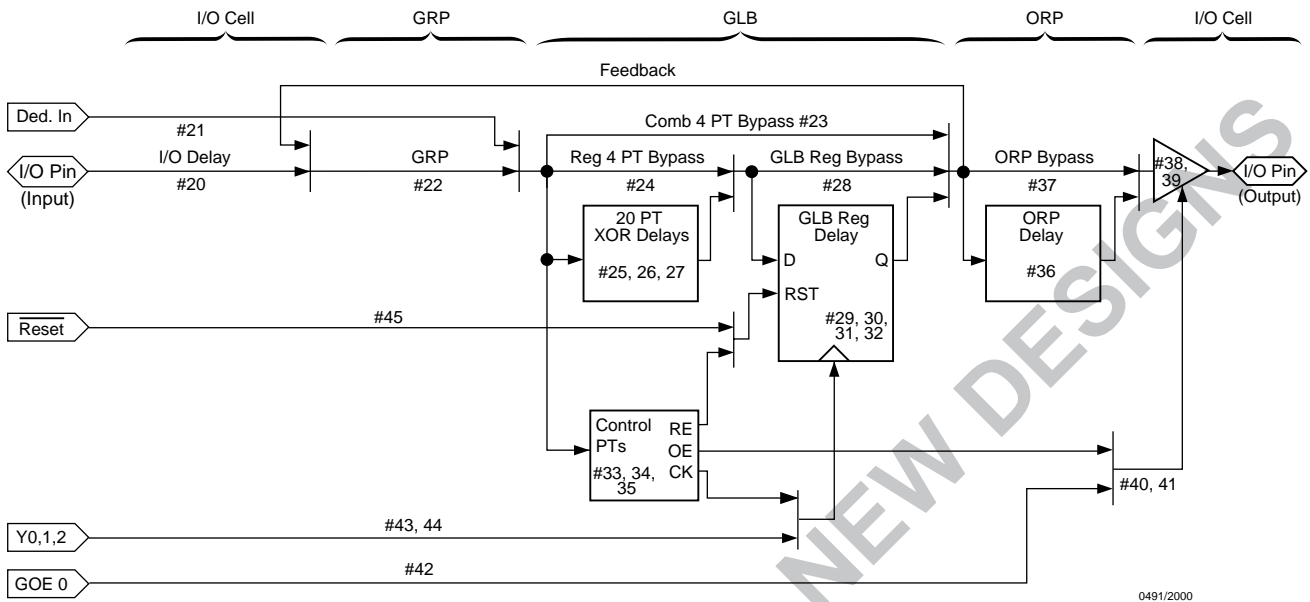 I/O Cell
GRP
GLB
ORP
I/O Cell
Feedback
Ded. In
#21
Comb 4 PT Bypass #23
I/O Pin
(Input)
I/O Delay
#20
GRP
#22
Reg 4 PT Bypass
#24
GLB Reg Bypass
#28
ORP Bypass
#37
#38,
39
I/O Pin
(Output)
20 PT
XOR Delays
#25, 26, 27
GLB Reg
Delay
D
Q
RST
#29, 30,
31, 32
ORP
Delay
#36
Reset
#45
Control
PTs
#33, 34,
35
RE
OE
CK
#40, 41
Y0,1,2
#43, 44
GOE 0
#42
0491/2000
NEW DESIGNS